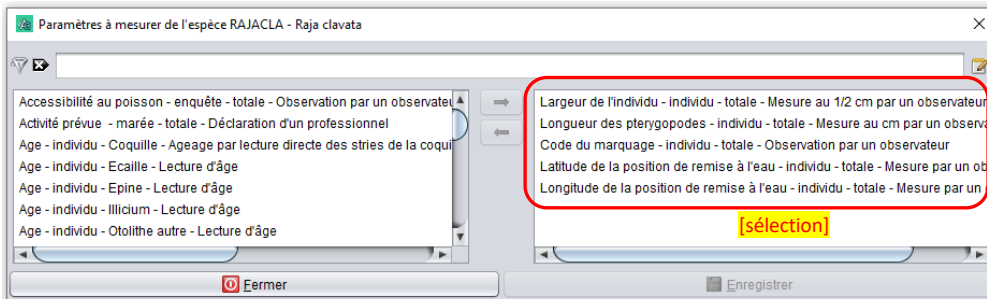 Paramètres à mesurer de l'espèce RAJACLA - Raja clavata
Accessibilité au poisson - enquête - totale - Observation par un observateu
Activité prévue - marée - totale - Déclaration d'un professionnel
Age - individu - Coquille - Ageage par lecture directe des stries de la coqui
Age - individu - Ecaille - Lecture d'âge
Age - individu - Epine - Lecture d'âge
Age - individu - Illicium - Lecture d'âge
Age - individu - Otolithe autre - Lecture d'âge
Largeur de l'individu - individu - totale - Mesure au 1/2 cm par un observateur
Longueur des pterygopodes - individu - totale - Mesure au cm par un observa
Code du marquage - individu - totale - Observation par un observateur
Latitude de la position de remise à l'eau - individu - totale - Mesure par un ob
Longitude de la position de remise à l'eau - individu - totale - Mesure par un
[sélection]
Fermer
Enregistrer